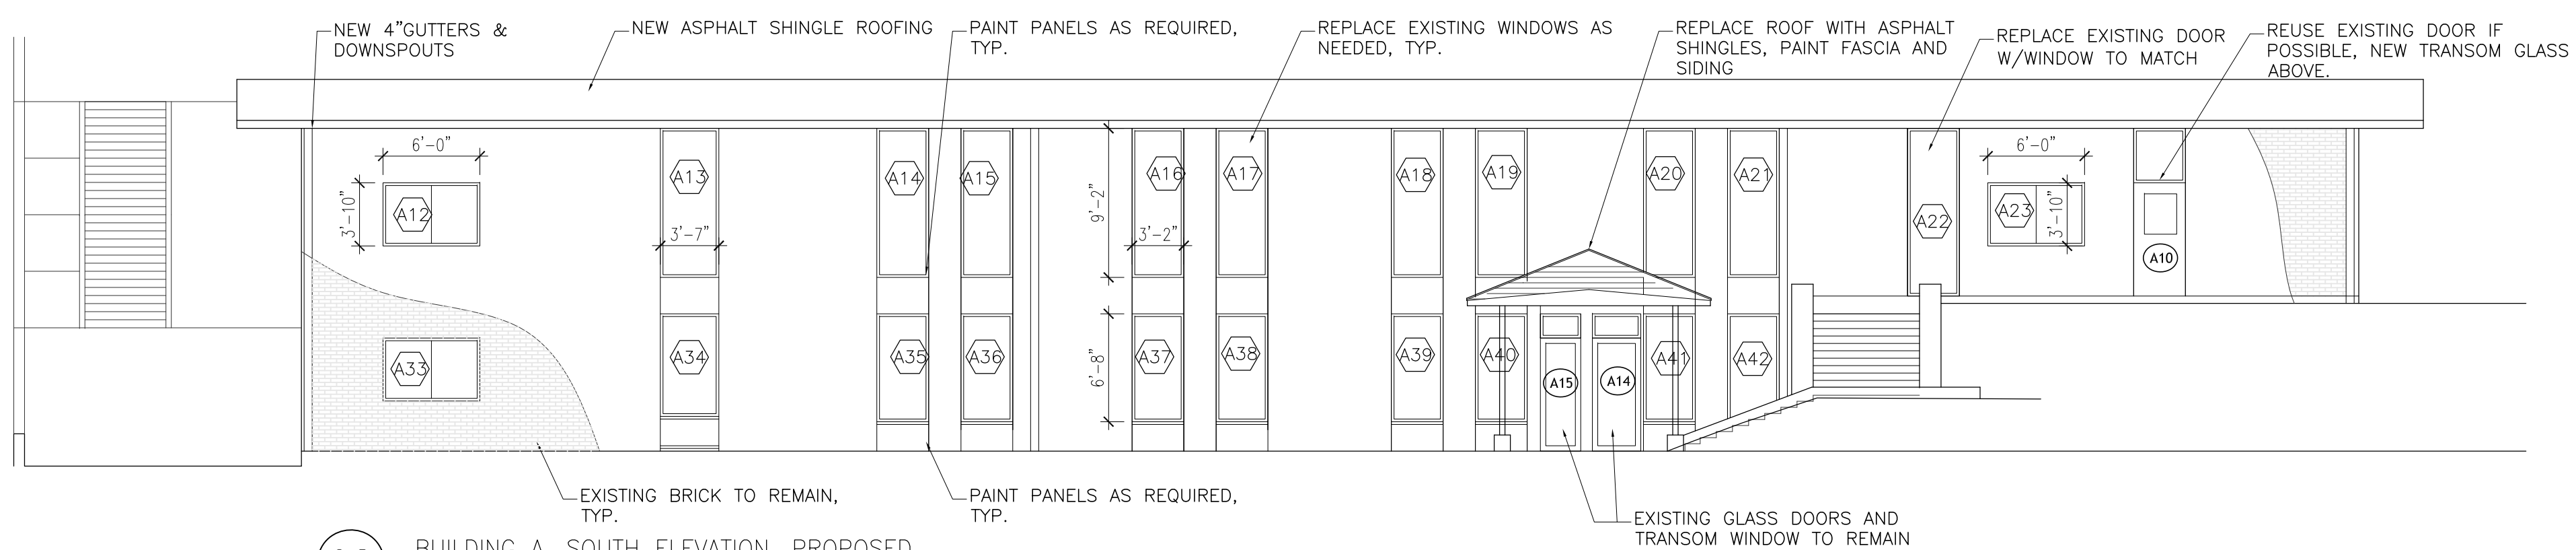 NEW 4"GUTTERS &
DOWNSPOUTS
NEW ASPHALT SHINGLE ROOFING
PAINT PANELS AS REQUIRED,
TYP.
REPLACE EXISTING WINDOWS AS
NEEDED, TYP.
REPLACE ROOF WITH ASPHALT
SHINGLES, PAINT FASCIA AND
SIDING
REPLACE EXISTING DOOR
W/WINDOW TO MATCH
REUSE EXISTING DOOR IF
POSSIBLE, NEW TRANSOM GLASS
ABOVE.
6'-0"
3'-10"
A12
A13
3'-7"
A14
A15
9'-2"
A16
3'-2"
A17
A18
A19
A20
A21
A22
6'-0"
A23
3'-10"
A10
A33
A34
A35
A36
6'-8"
A37
A38
A39
A40
A15
A14
A41
A42
EXISTING BRICK TO REMAIN,
TYP.
PAINT PANELS AS REQUIRED,
TYP.
EXISTING GLASS DOORS AND
TRANSOM WINDOW TO REMAIN
BUILDING A SOUTH ELEVATION PROPOSED